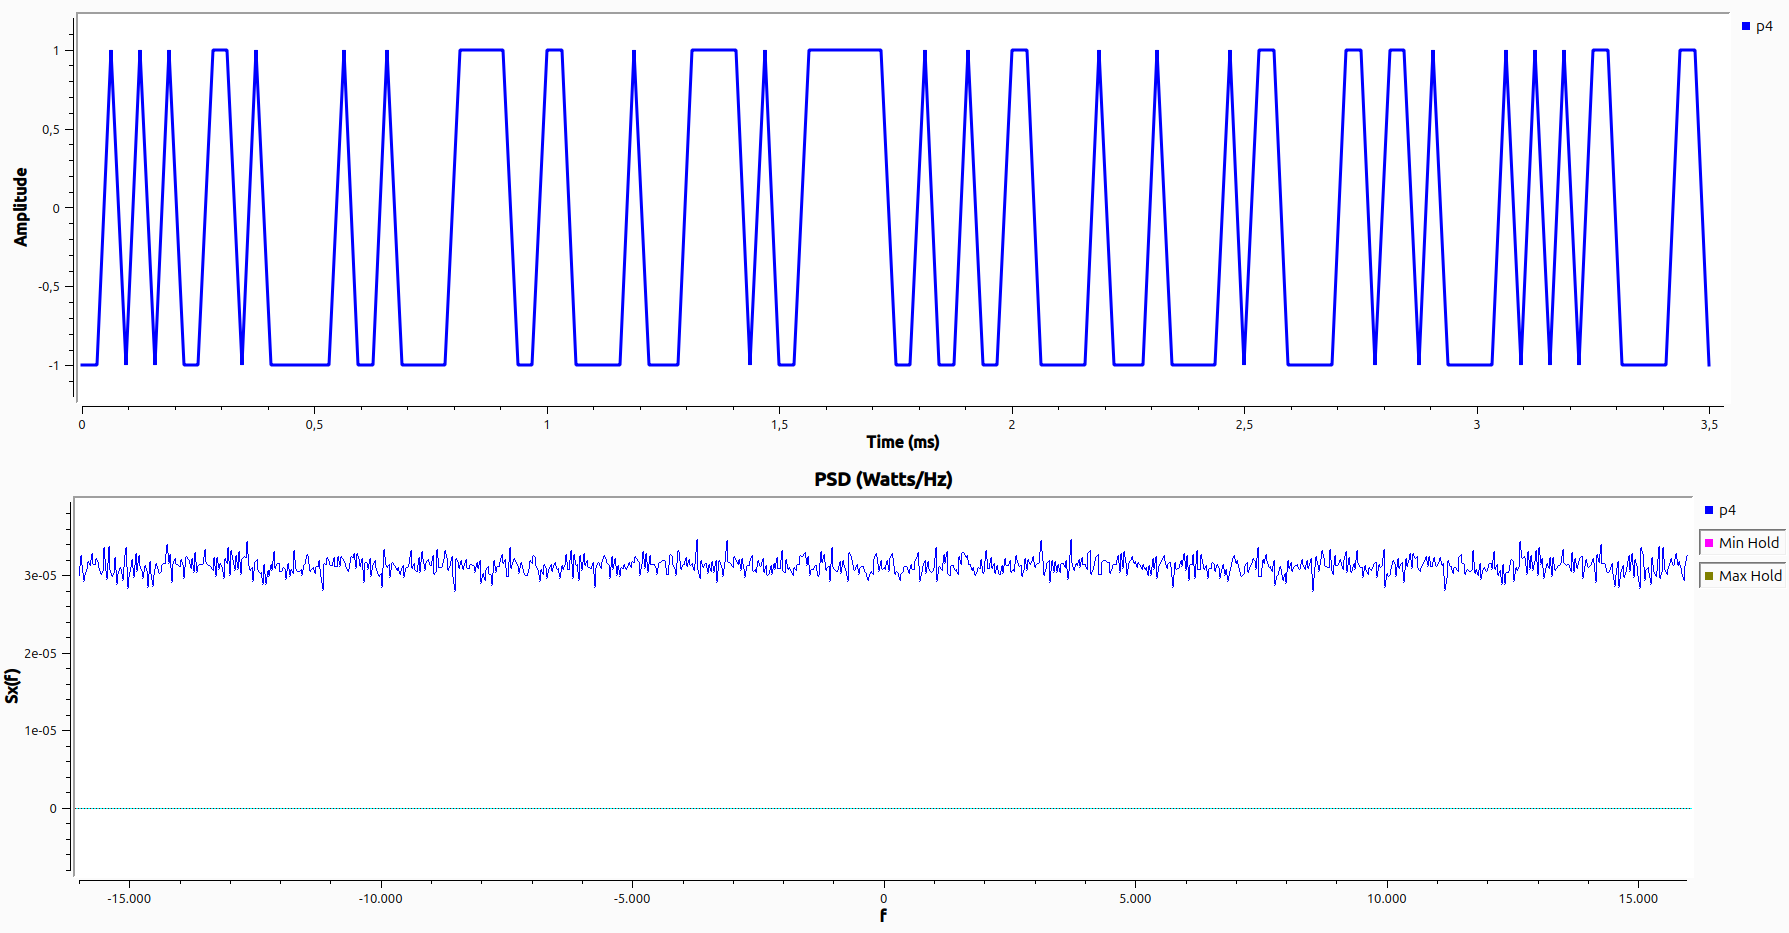 p4
1
0,5
0
-0,5
-1
Amplitude
0 0,5 1 1,5 2 2,5 3 3,5
Time (ms)
PSD (Watts/Hz)
p4
Min Hold
Max Hold
3e-05
2e-05
1e-05
0
Sx(f)
-15.000 -10.000 -5.000 0 5.000 10.000 15.000
f